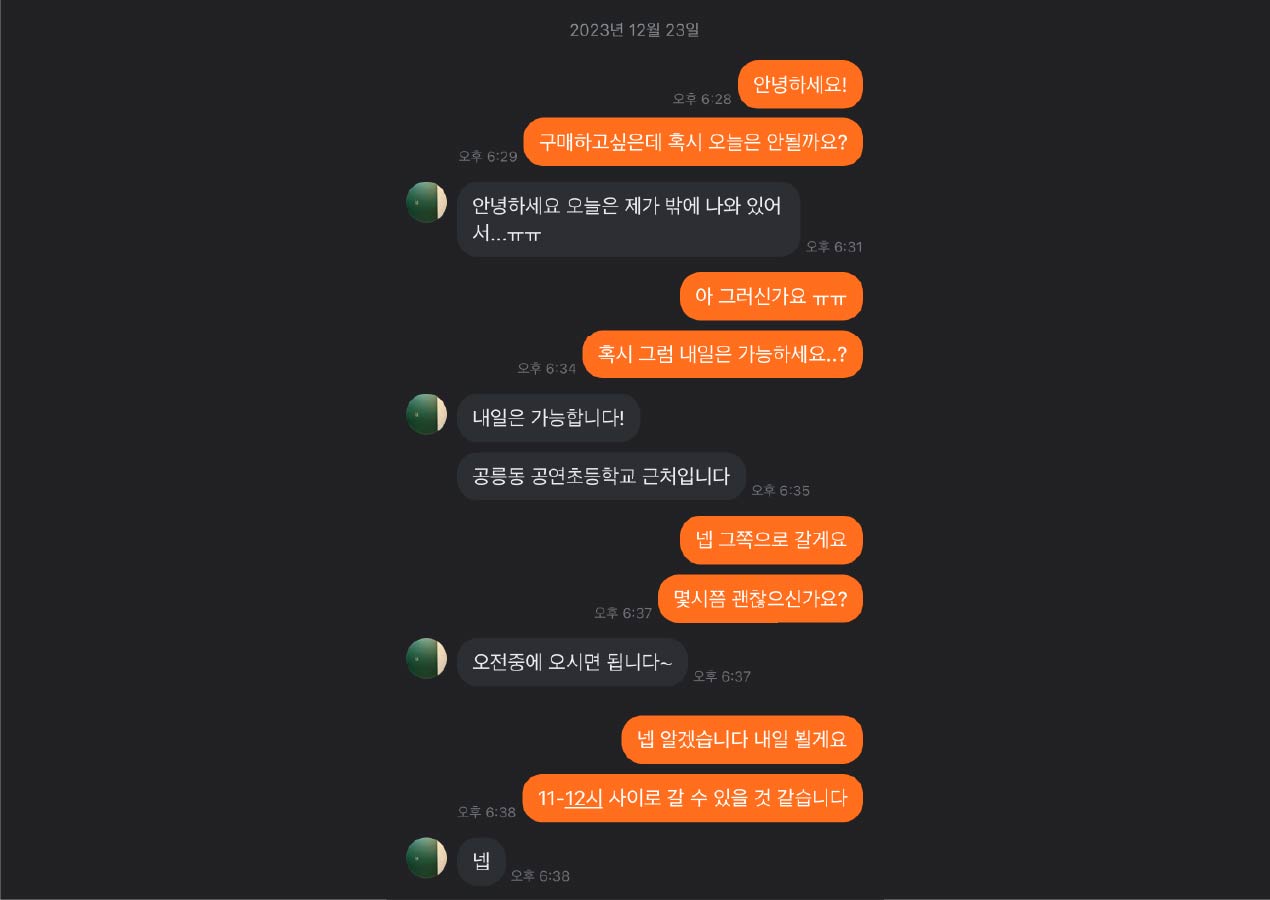 2023년 12월 23일
안녕하세요!
오후 6:28
구매하고싶은데 혹시 오늘은 안될까요?
오후 6:29
안녕하세요 오늘은 제가 밖에 나와 있어
서...ㅠㅠ
오후 6:31
아 그러신가요 ㅠㅠ
혹시 그럼 내일은 가능하세요..?
오후 6:34
내일은 가능합니다!
공릉동 공연초등학교 근처입니다
오후 6:35
넵 그쪽으로 갈게요
몇시쯤 괜찮으신가요?
오후 6:37
오전중에 오시면 됩니다~
오후 6:37
넵 알겠습니다 내일 뵐게요
11-12시 사이로 갈 수 있을 것 같습니다
오후 6:38
넵
오후 6:38